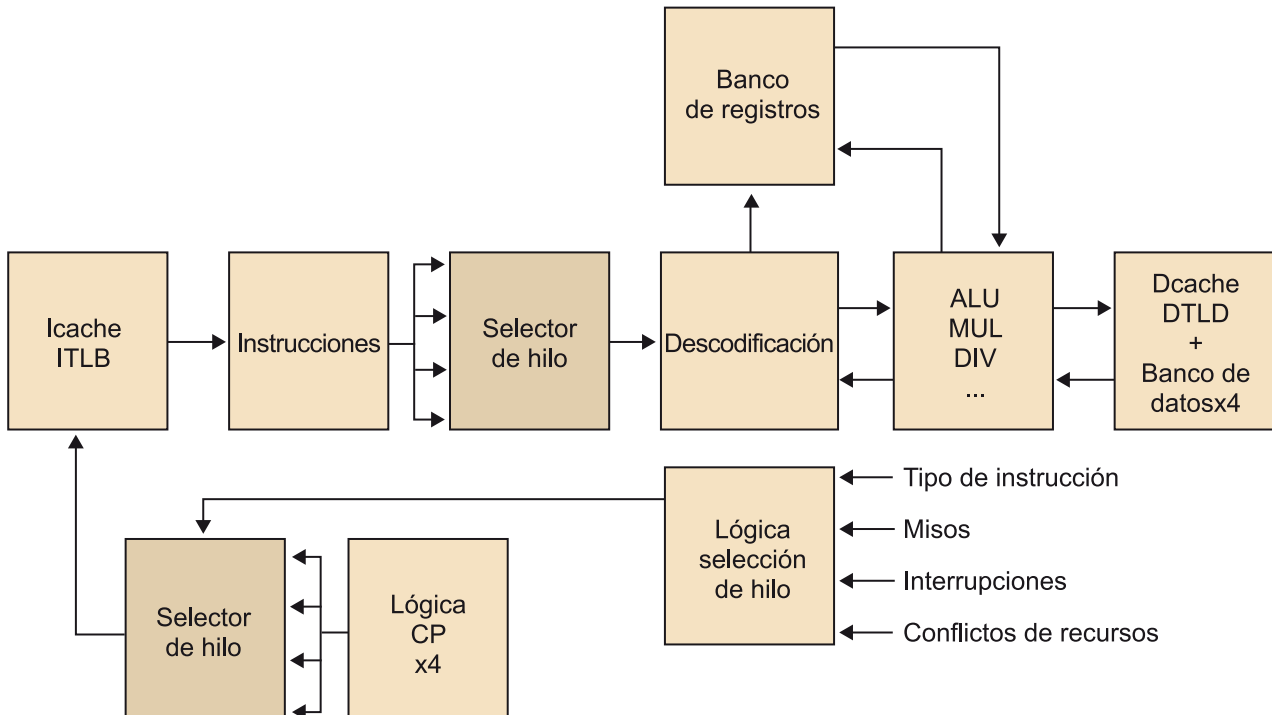 Banco
de registros
Icache
ITLB
Instrucciones
Selector
de hilo
Descodificación
ALU
MUL
DIV
...
Dcache
DTLD
+
Banco de
datosx4
Lógica
selección
de hilo
Tipo de instrucción
Misos
Interrupciones
Conflictos de recursos
Selector
de hilo
Lógica
CP
x4